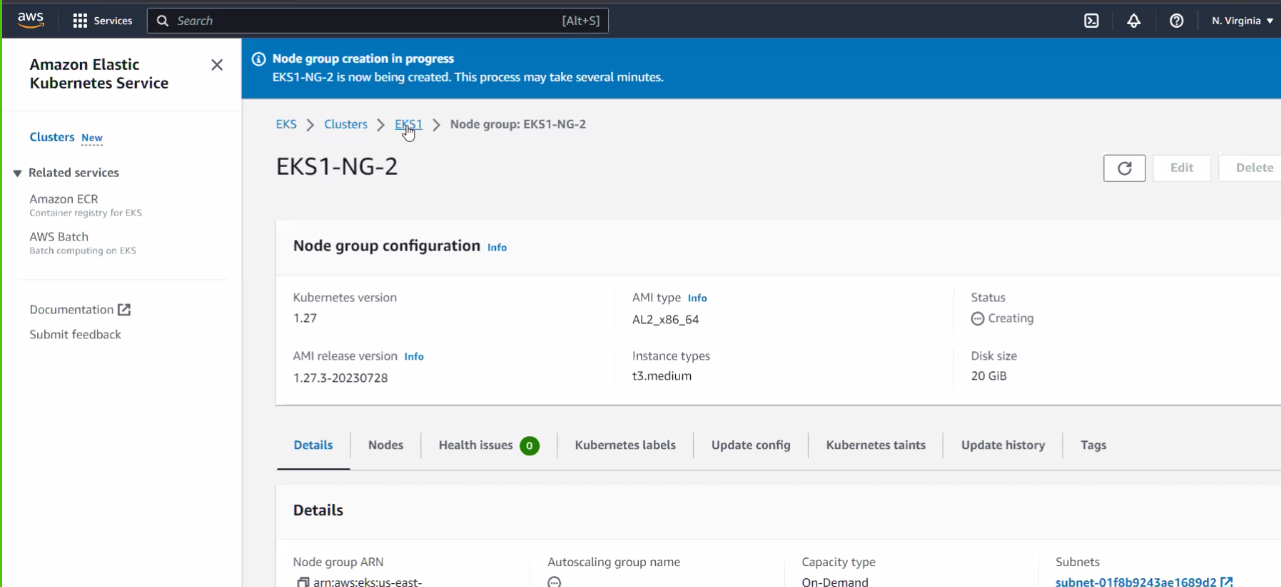 aws
Services
Search
[Alt+S]
N. Virginia
Amazon Elastic
Kubernetes Service
Clusters New
Related services
Amazon ECR
Container registry for EKS
AWS Batch
Batch computing on EKS
Documentation
Submit feedback
Node group creation in progress
EKS1-NG-2 is now being created. This process may take several minutes.
EKS > Clusters > EKS1 > Node group: EKS1-NG-2
EKS1-NG-2
Edit
Delete
Node group configuration Info
Kubernetes version
1.27
AMI type Info
AL2_x86_64
Status
Creating
AMI release version Info
1.27.3-20230728
Instance types
t3.medium
Disk size
20 GiB
Details
Nodes
Health issues 0
Kubernetes labels
Update config
Kubernetes taints
Update history
Tags
Details
Node group ARN
arn:aws:eks:us-east-
Autoscaling group name
Capacity type
On-Demand
Subnets
subnet-01f8b9243ae1689d2